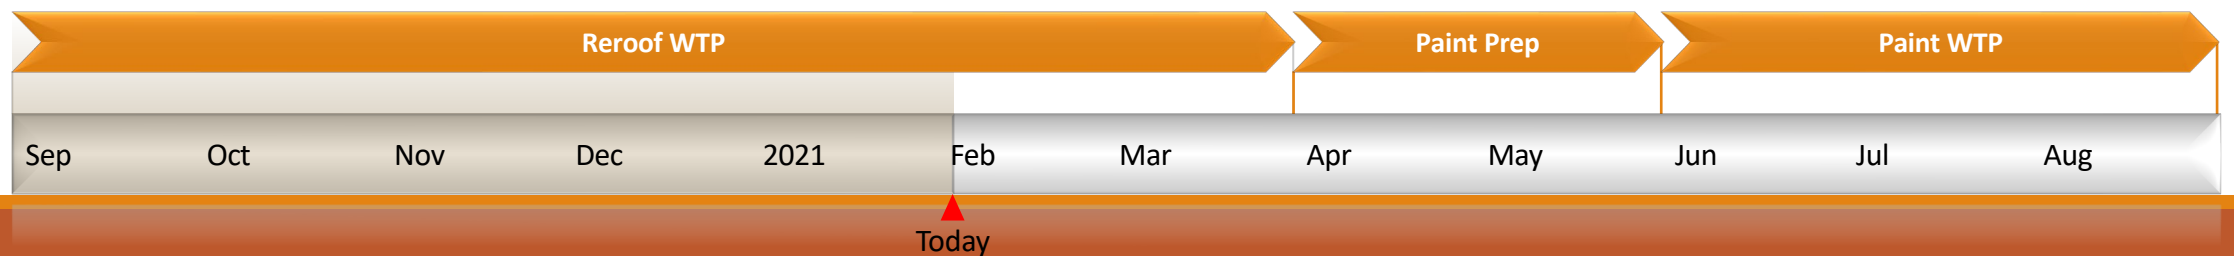 Reroof WTP Paint Prep Paint WTP
Sep Oct Nov Dec 2021 Feb Mar Apr May Jun Jul Aug
Today